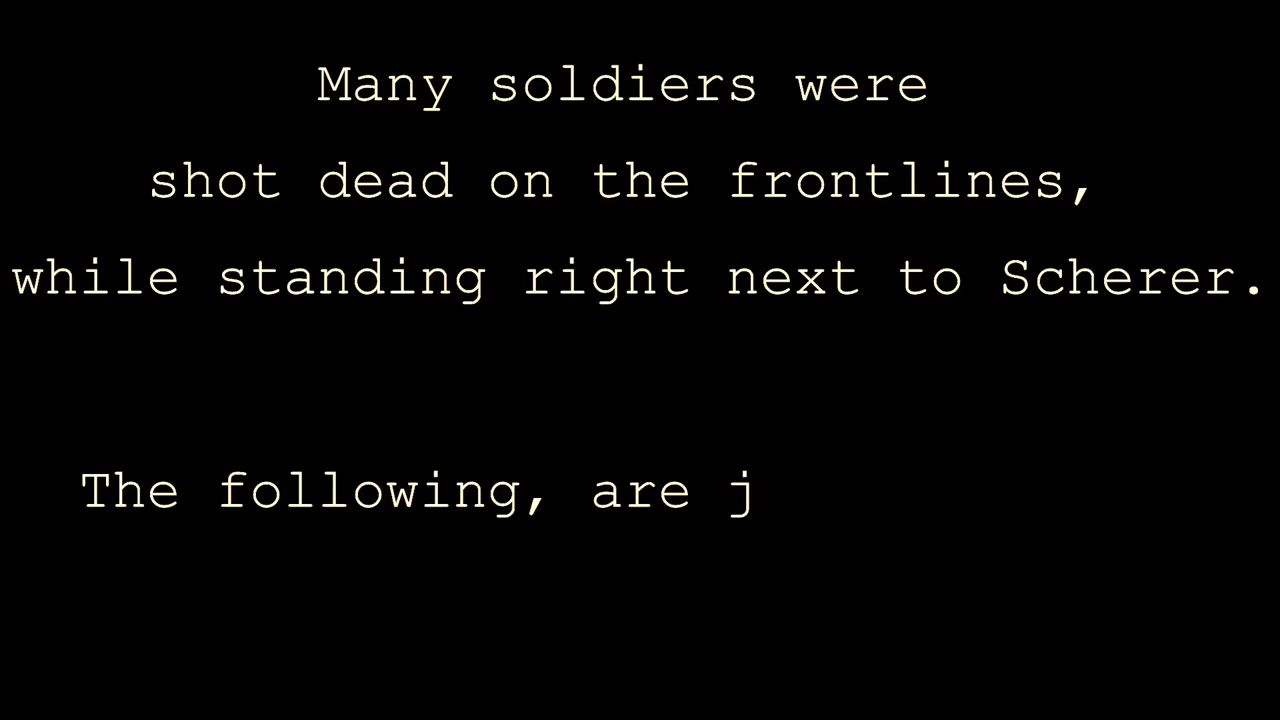 Many soldiers were
shot dead on the frontlines,
while standing right next to Scherer.
The following, are j